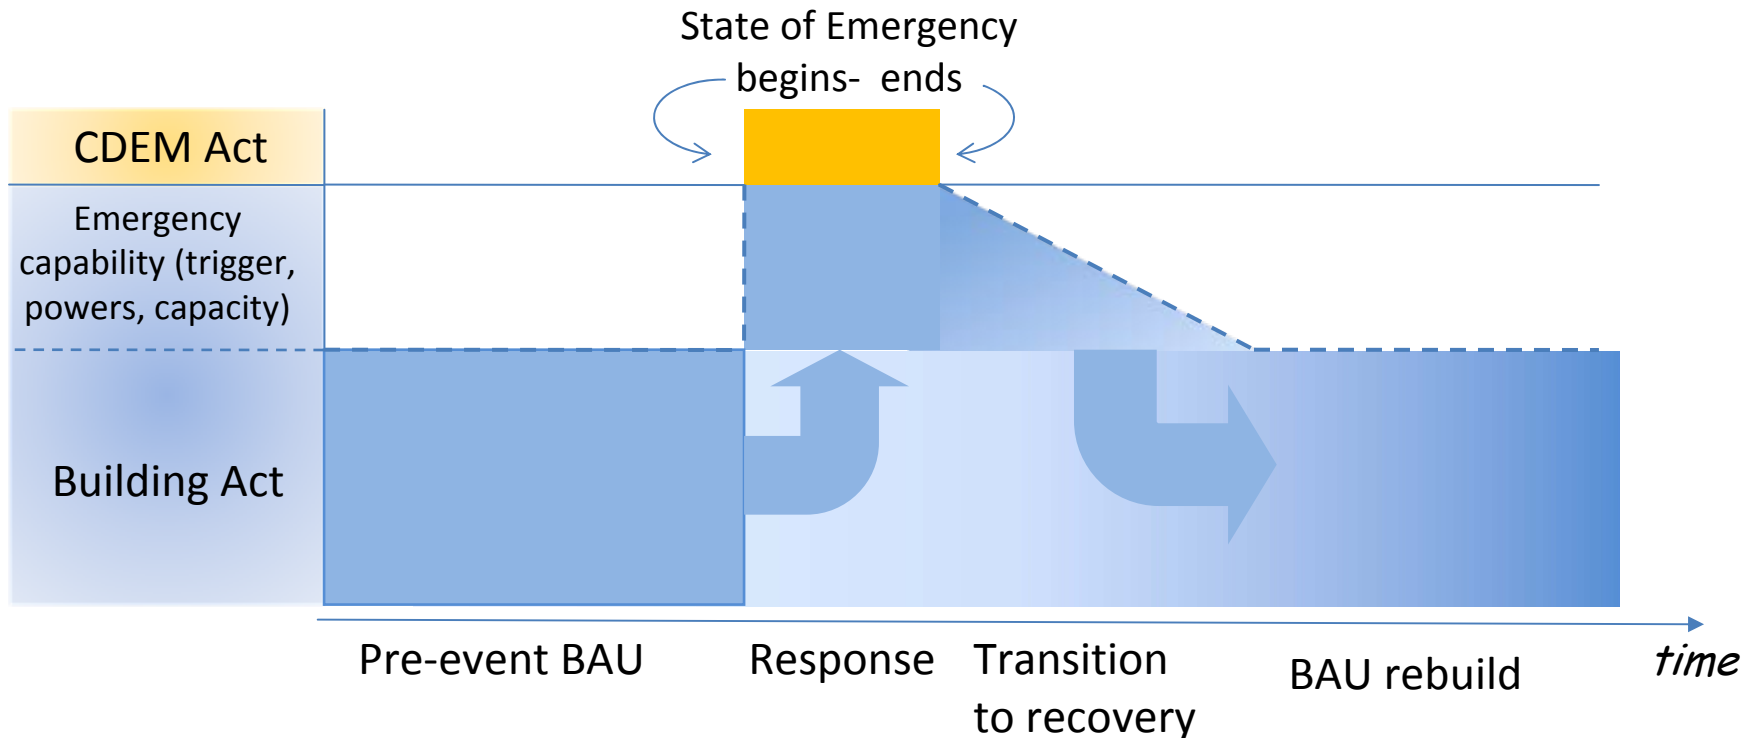 State of Emergency
begins-  ends
CDEM Act
Emergency
capability (trigger,
powers, capacity)
Building Act
Pre-event BAU
Response
Transition
to recovery
BAU rebuild
time